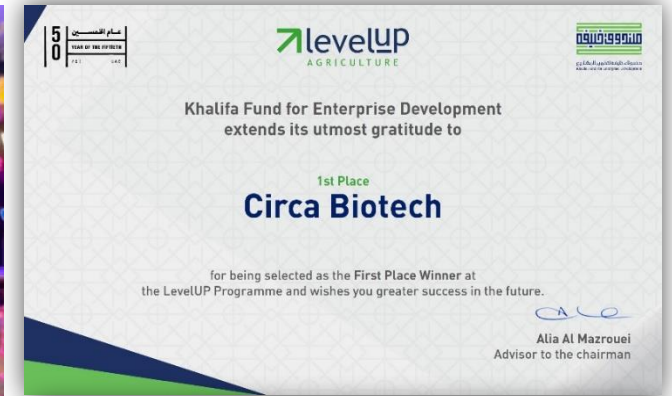 50
عام الخمسين
YEAR OF THE FIFTIETH
UAE
levelUP
AGRICULTURE
صندوق خليفة
Khalifa Fund for Enterprise Development
extends its utmost gratitude to
1st Place
Circa Biotech
for being selected as the First Place Winner at
the LevelUP Programme and wishes you greater success in the future.
Alia Al Mazrouei
Advisor to the chairman